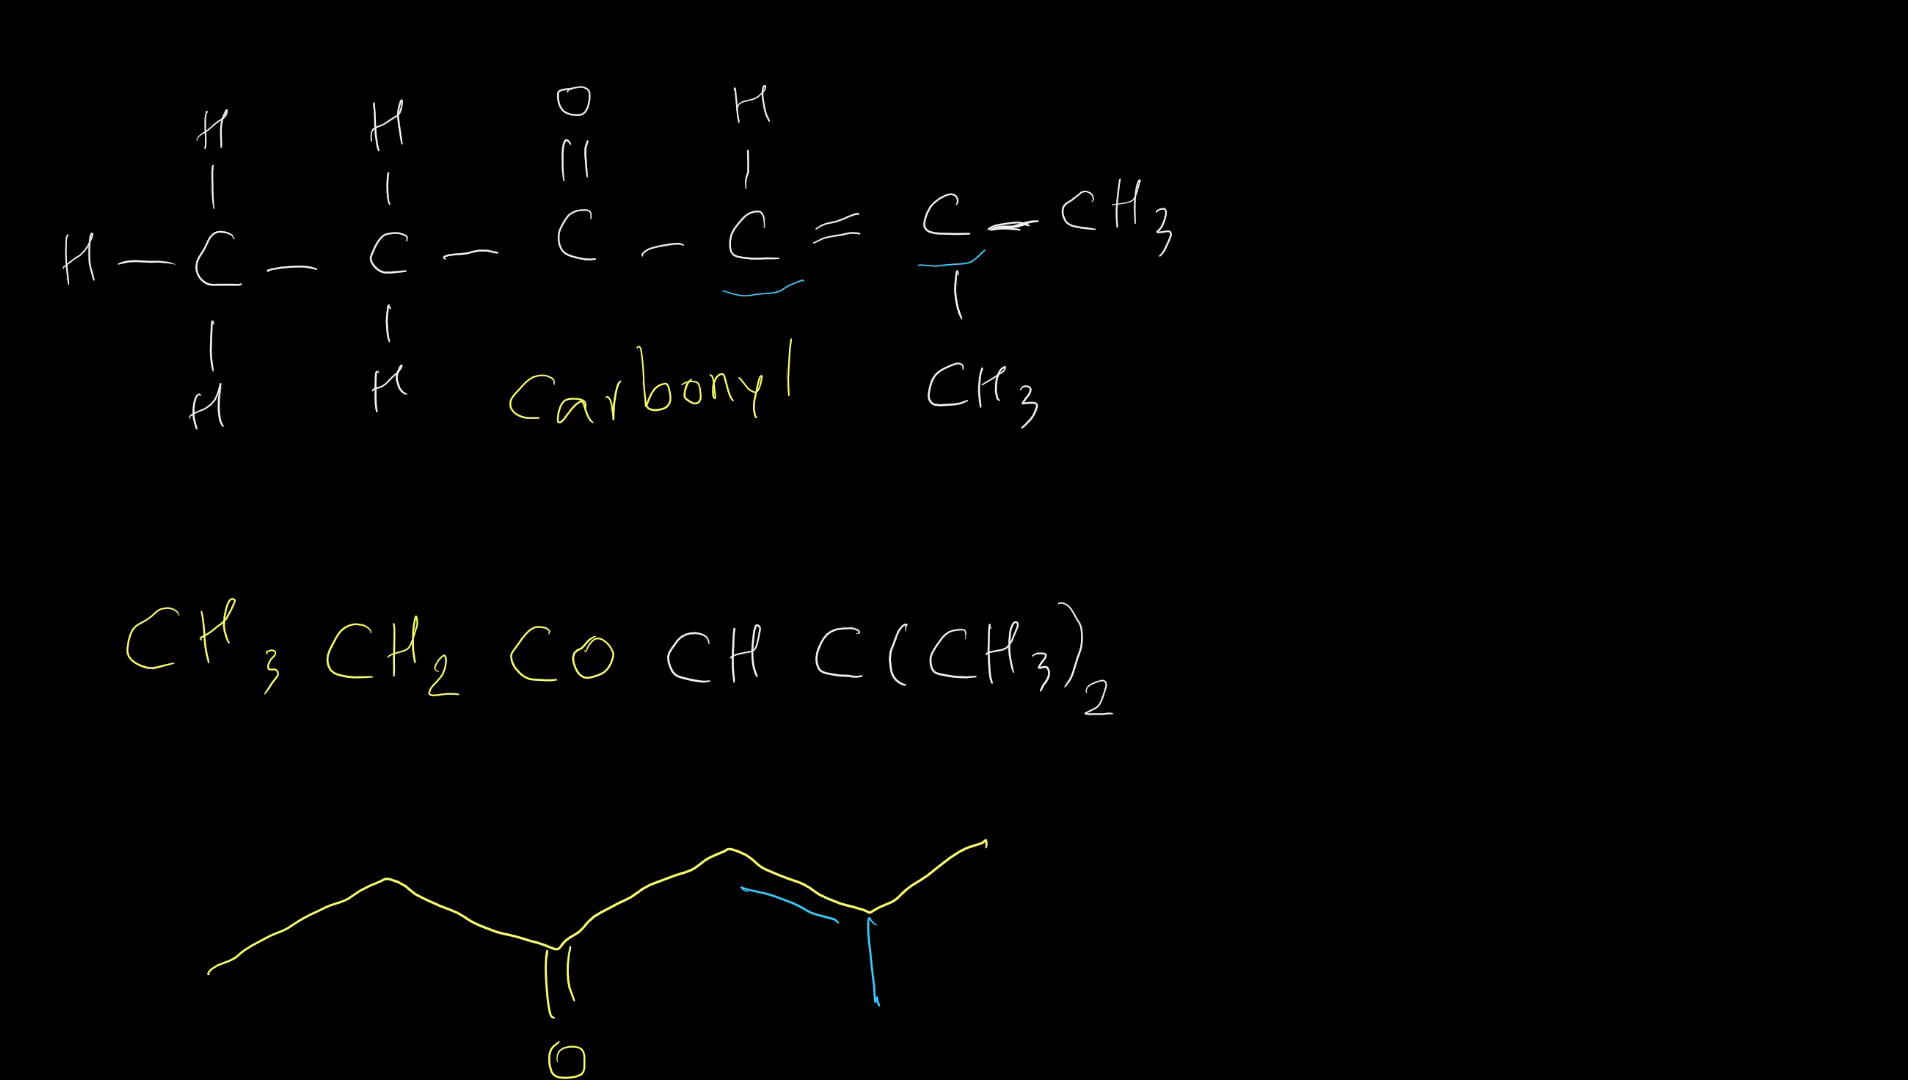 H H O H
H - C - C - C - C = C - CH3
H H Carbonyl CH3
CH3 CH2 CO CH C(CH3)2
O